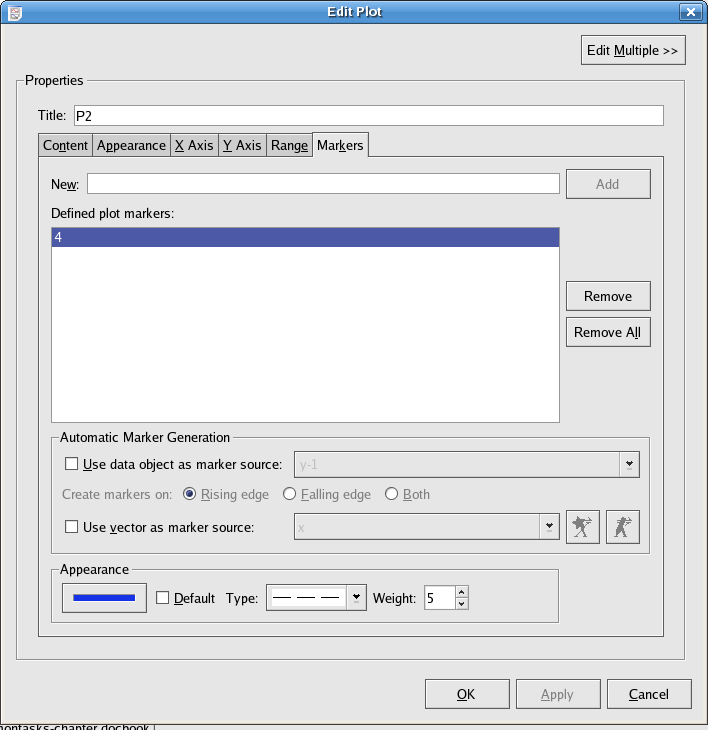 Edit Plot
Edit Multiple >>
Properties
Title: P2
Content Appearance X Axis Y Axis Range Markers
New: Add
Defined plot markers:
4
Remove
Remove All
Automatic Marker Generation
Use data object as marker source: y-1
Create markers on: Rising edge Falling edge Both
Use vector as marker source: x
Appearance
Default Type: Weight: 5
OK Apply Cancel
montasks-chapter.docbook